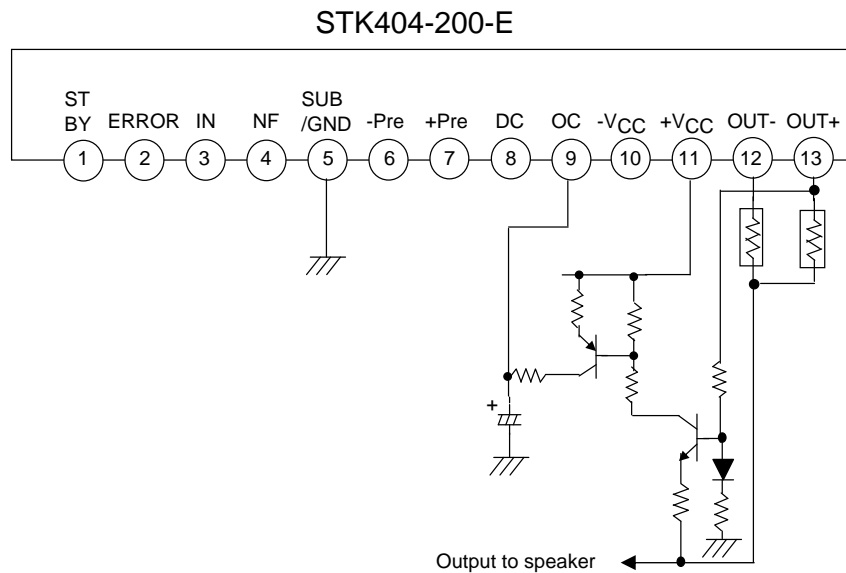 STK404-200-E
ST
BY
ERROR
IN
NF
SUB
/GND
-Pre
+Pre
DC
OC
-VCC
+VCC
OUT-
OUT+
1
2
3
4
5
6
7
8
9
10
11
12
13
+
Output to speaker